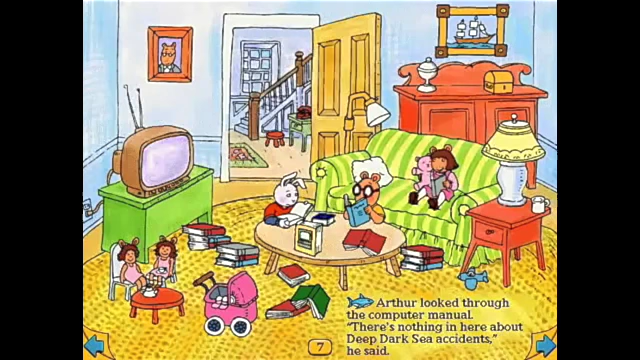 Arthur looked through
the computer manual.
"There's nothing in here about
Deep Dark Sea accidents,"
he said.
7